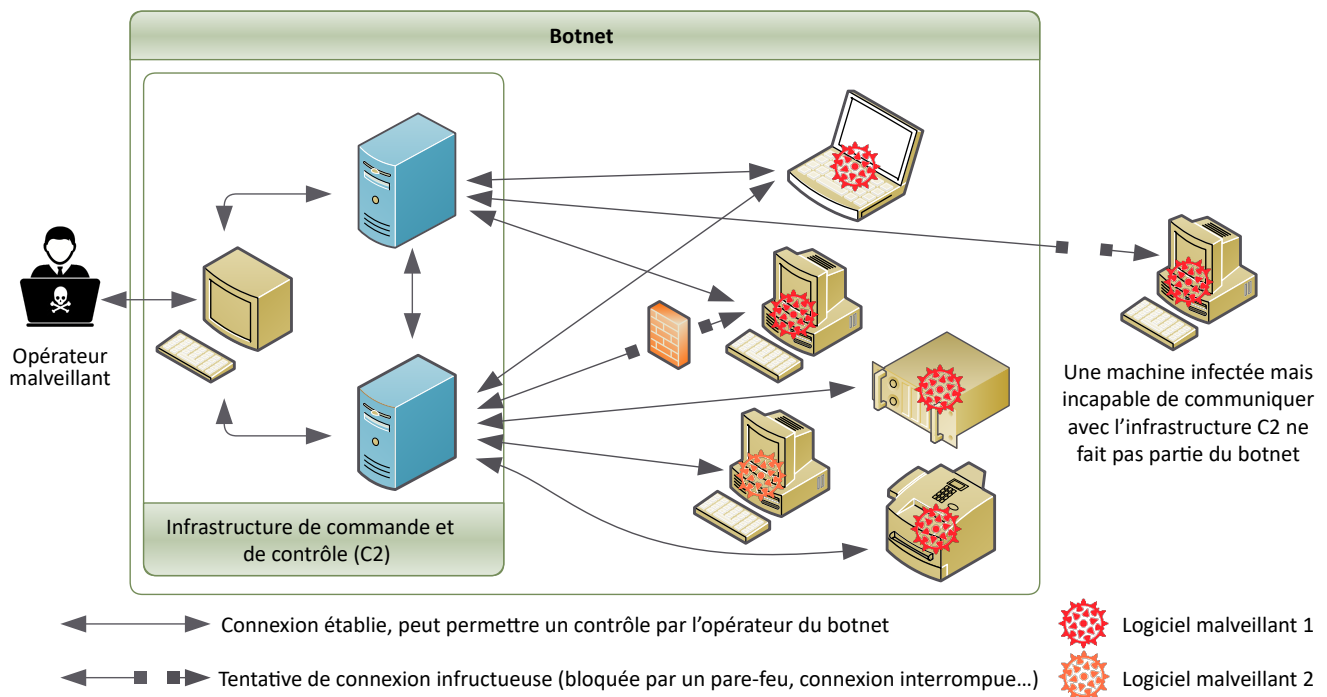 Botnet
Opérateur
malveillant
Infrastructure de commande et
de contrôle (C2)
Une machine infectée mais
incapable de communiquer
avec l’infrastructure C2 ne
fait pas partie du botnet
Connexion établie, peut permettre un contrôle par l’opérateur du botnet
Logiciel malveillant 1
Tentative de connexion infructueuse (bloquée par un pare-feu, connexion interrompue…)
Logiciel malveillant 2